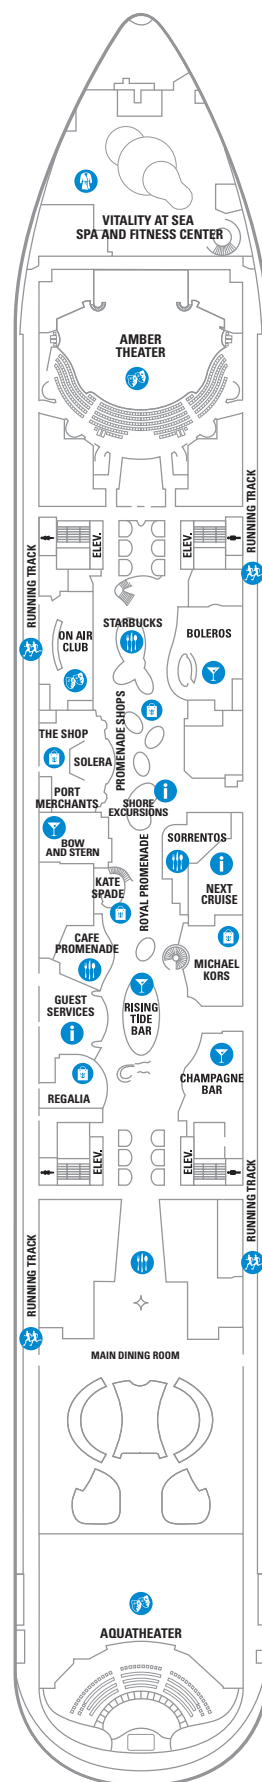 VITALITY AT SEA
SPA AND FITNESS CENTER
AMBER
THEATER
ELEV.
ELEV.
RUNNING TRACK
RUNNING TRACK
STARBUCKS
ON AIR
CLUB
BOLEROS
PROMENADE SHOPS
THE SHOP
SOLERA
PORT
MERCHANTS
SHORE
EXCURSIONS
BOW
AND STERN
ROYAL PROMENADE
SORRENTOS
KATE
SPADE
NEXT
CRUISE
CAFE
PROMENADE
MICHAEL
KORS
GUEST
SERVICES
RISING
TIDE
BAR
REGALIA
CHAMPAGNE
BAR
ELEV.
ELEV.
RUNNING TRACK
RUNNING TRACK
MAIN DINING ROOM
AQUATHEATER